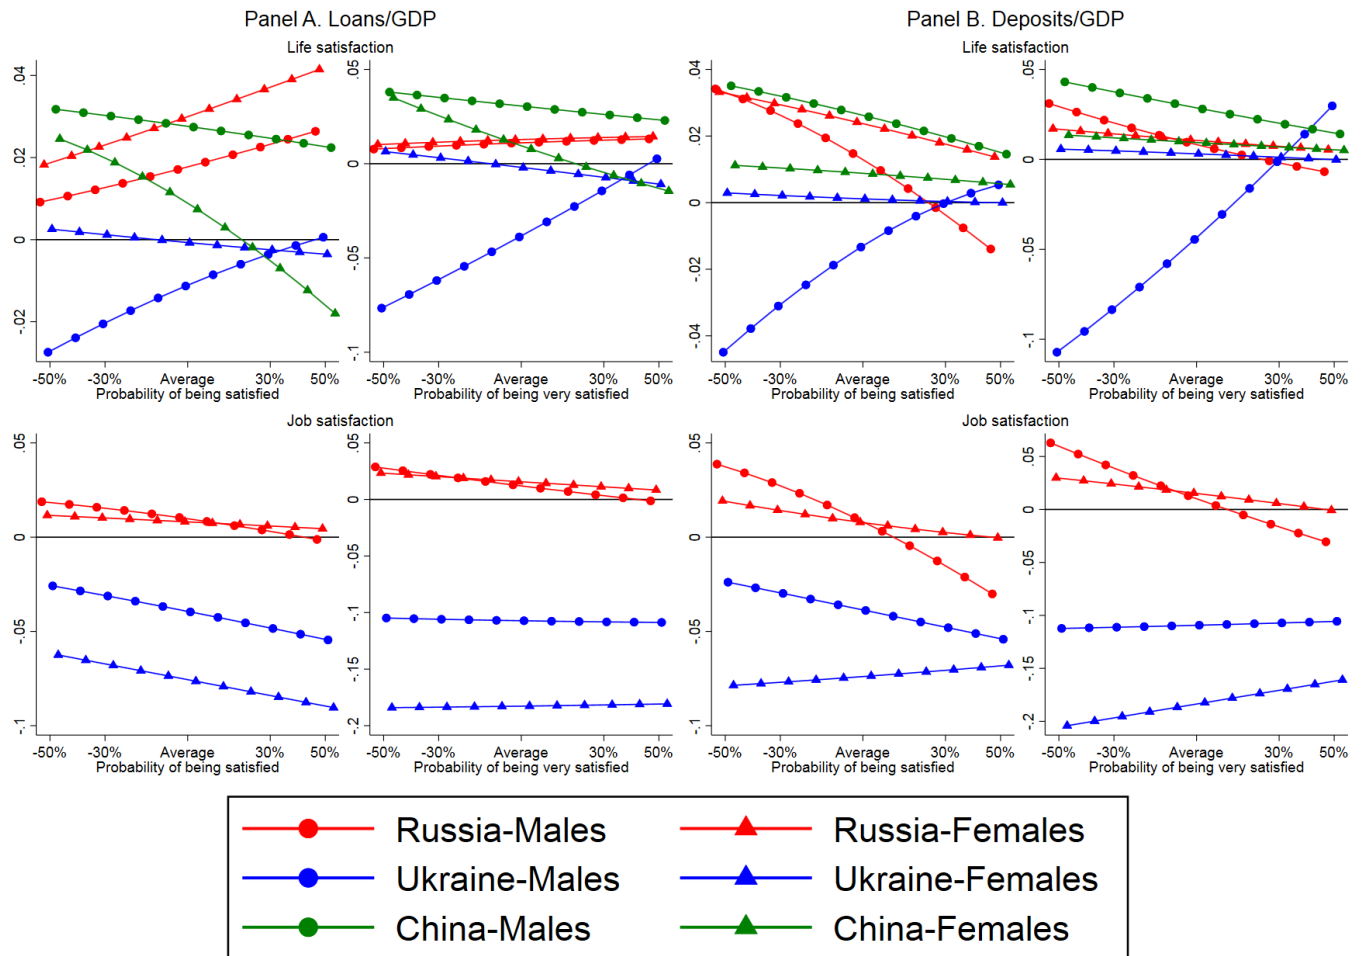 Panel A. Loans/GDP
Panel B. Deposits/GDP
Life satisfaction
Life satisfaction
.04
.02
0
-.02
-50% -30% Average 30% 50%
Probability of being satisfied
.05
0
-.05
-.1
-50% -30% Average 30% 50%
Probability of being very satisfied
.04
.02
0
-.02
-.04
-50% -30% Average 30% 50%
Probability of being satisfied
.05
0
-.05
-.1
-50% -30% Average 30% 50%
Probability of being very satisfied
Job satisfaction
Job satisfaction
.05
0
-.05
-.1
-50% -30% Average 30% 50%
Probability of being satisfied
.05
0
-.05
-.1
-.15
-.2
-50% -30% Average 30% 50%
Probability of being very satisfied
.05
0
-.05
-.1
-50% -30% Average 30% 50%
Probability of being satisfied
.05
0
-.05
-.1
-.15
-.2
-50% -30% Average 30% 50%
Probability of being very satisfied
Russia-Males
Russia-Females
Ukraine-Males
Ukraine-Females
China-Males
China-Females